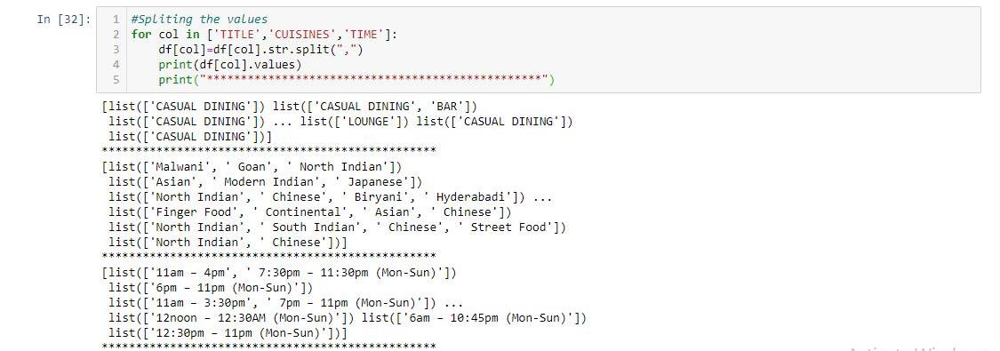 In [32]:
1 #Spliting the values
2 for col in ['TITLE','CUISINES','TIME']:
3     df[col]=df[col].str.split(",")
4     print(df[col].values)
5     print("*************************************************")
[list(['CASUAL DINING']) list(['CASUAL DINING', 'BAR'])
 list(['CASUAL DINING']) ... list(['LOUNGE']) list(['CASUAL DINING'])
 list(['CASUAL DINING'])]
*************************************************
[list(['Malwani', ' Goan', ' North Indian'])
 list(['Asian', ' Modern Indian', ' Japanese'])
 list(['North Indian', ' Chinese', ' Biryani', ' Hyderabadi']) ...
 list(['Finger Food', ' Continental', ' Asian', ' Chinese'])
 list(['North Indian', ' South Indian', ' Chinese', ' Street Food'])
 list(['North Indian', ' Chinese'])]
*************************************************
[list(['11am – 4pm', ' 7:30pm – 11:30pm (Mon-Sun)'])
 list(['6pm – 11pm (Mon-Sun)'])
 list(['11am – 3:30pm', ' 7pm – 11pm (Mon-Sun)']) ...
 list(['12noon – 12:30AM (Mon-Sun)']) list(['6am – 10:45pm (Mon-Sun)'])
 list(['12:30pm – 11pm (Mon-Sun)'])]
*************************************************